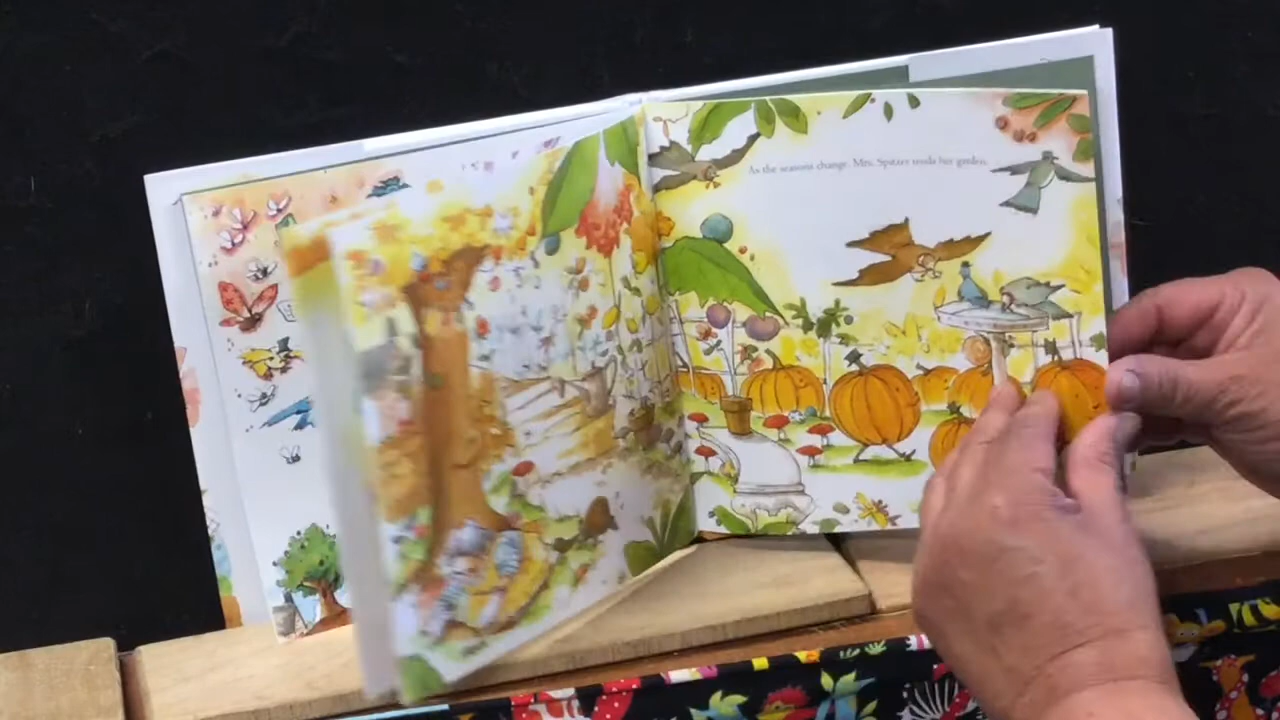 As the seasons change, Mrs. Spitzer tends her garden.